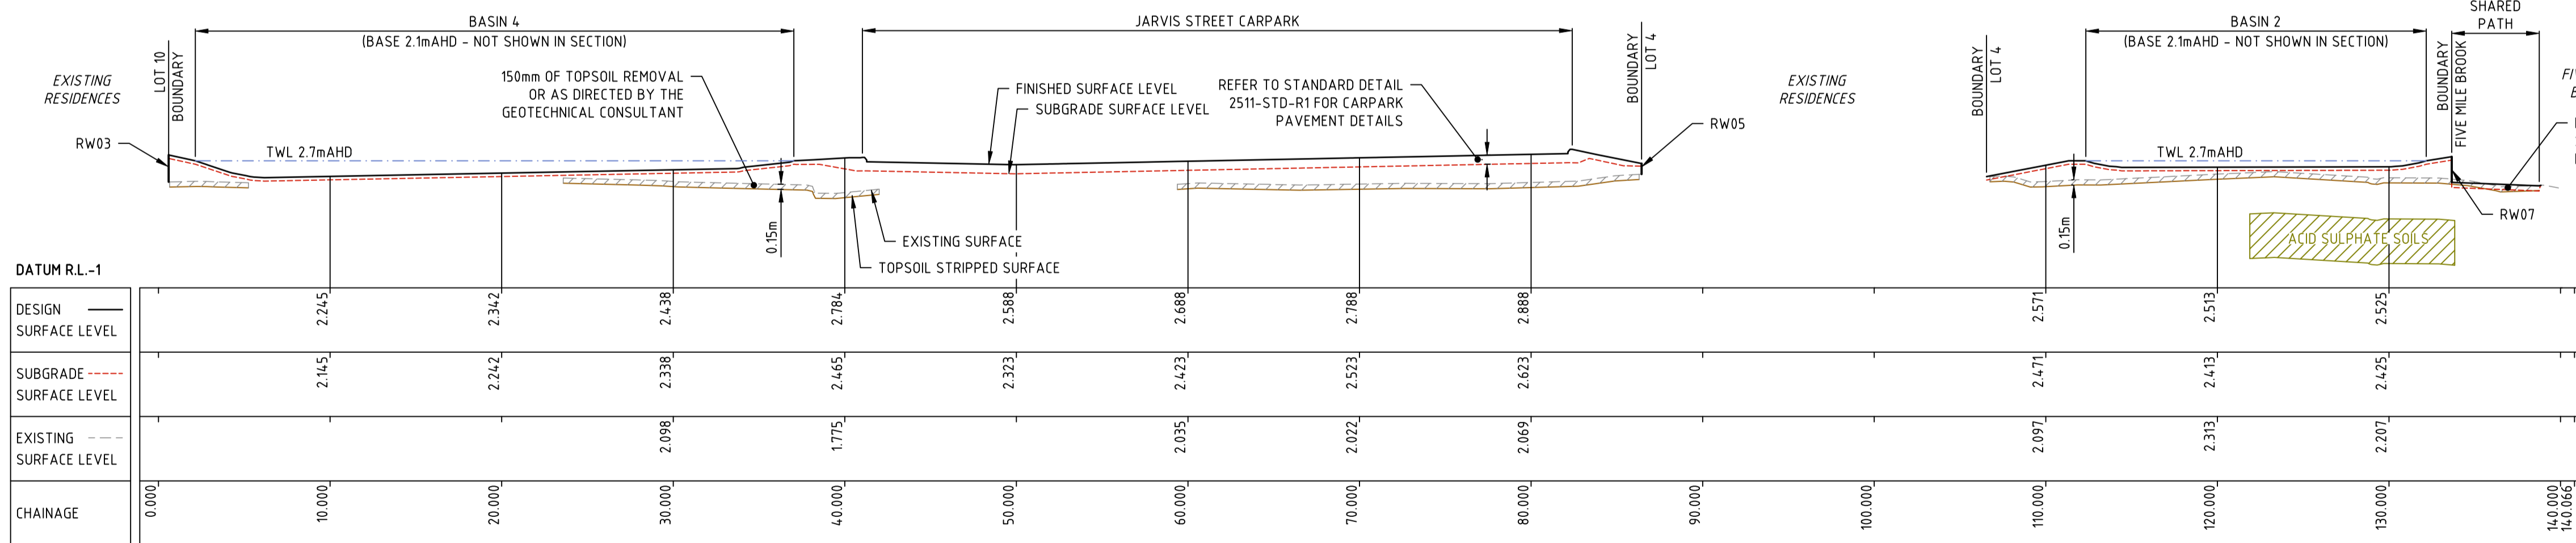 BASIN 4
(BASE 2.1mAHD - NOT SHOWN IN SECTION)
JARVIS STREET CARPARK
BASIN 2
(BASE 2.1mAHD - NOT SHOWN IN SECTION)
SHARED
PATH
EXISTING
RESIDENCES
LOT 10
BOUNDARY
RW03
TWL 2.7mAHD
150mm OF TOPSOIL REMOVAL
OR AS DIRECTED BY THE
GEOTECHNICAL CONSULTANT
0.15m
FINISHED SURFACE LEVEL
SUBGRADE SURFACE LEVEL
REFER TO STANDARD DETAIL
2511-STD-R1 FOR CARPARK
PAVEMENT DETAILS
EXISTING SURFACE
TOPSOIL STRIPPED SURFACE
BOUNDARY
LOT 4
RW05
EXISTING
RESIDENCES
BOUNDARY
LOT 4
TWL 2.7mAHD
0.15m
BOUNDARY
FIVE MILE BROOK
RW07
ACID SULPHATE SOILS
DATUM R.L.-1
DESIGN
SURFACE LEVEL
2.245 2.342 2.438 2.784 2.588 2.688 2.788 2.888 2.571 2.513 2.525
SUBGRADE
SURFACE LEVEL
2.145 2.242 2.338 2.465 2.323 2.423 2.523 2.623 2.471 2.413 2.425
EXISTING
SURFACE LEVEL
2.098 1.775 2.035 2.022 2.069 2.097 2.313 2.207
CHAINAGE
0.000 10.000 20.000 30.000 40.000 50.000 60.000 70.000 80.000 90.000 100.000 110.000 120.000 130.000 140.000 140.066